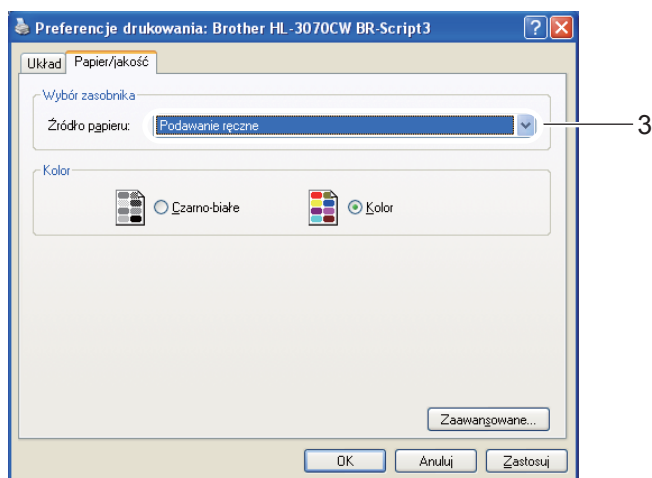 Preferencje drukowania: Brother HL-3070CW BR-Script3
Układ Papier/jakość
Wybór zasobnika
Źródło papieru: Podawanie ręczne
3
Kolor
Czarno-białe Kolor
Zaawansowane...
OK Anuluj Zastosuj